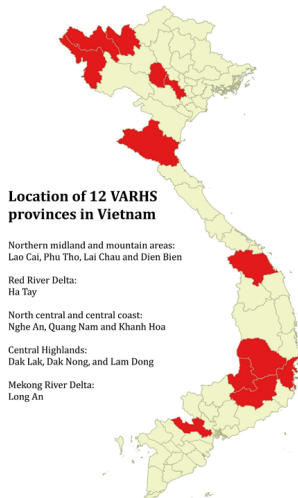 Location of 12 VARHS
provinces in Vietnam
Northern midland and mountain areas:
Lao Cai, Phu Tho, Lai Chau and Dien Bien
Red River Delta:
Ha Tay
North central and central coast:
Nghe An, Quang Nam and Khanh Hoa
Central Highlands:
Dak Lak, Dak Nong, and Lam Dong
Mekong River Delta:
Long An